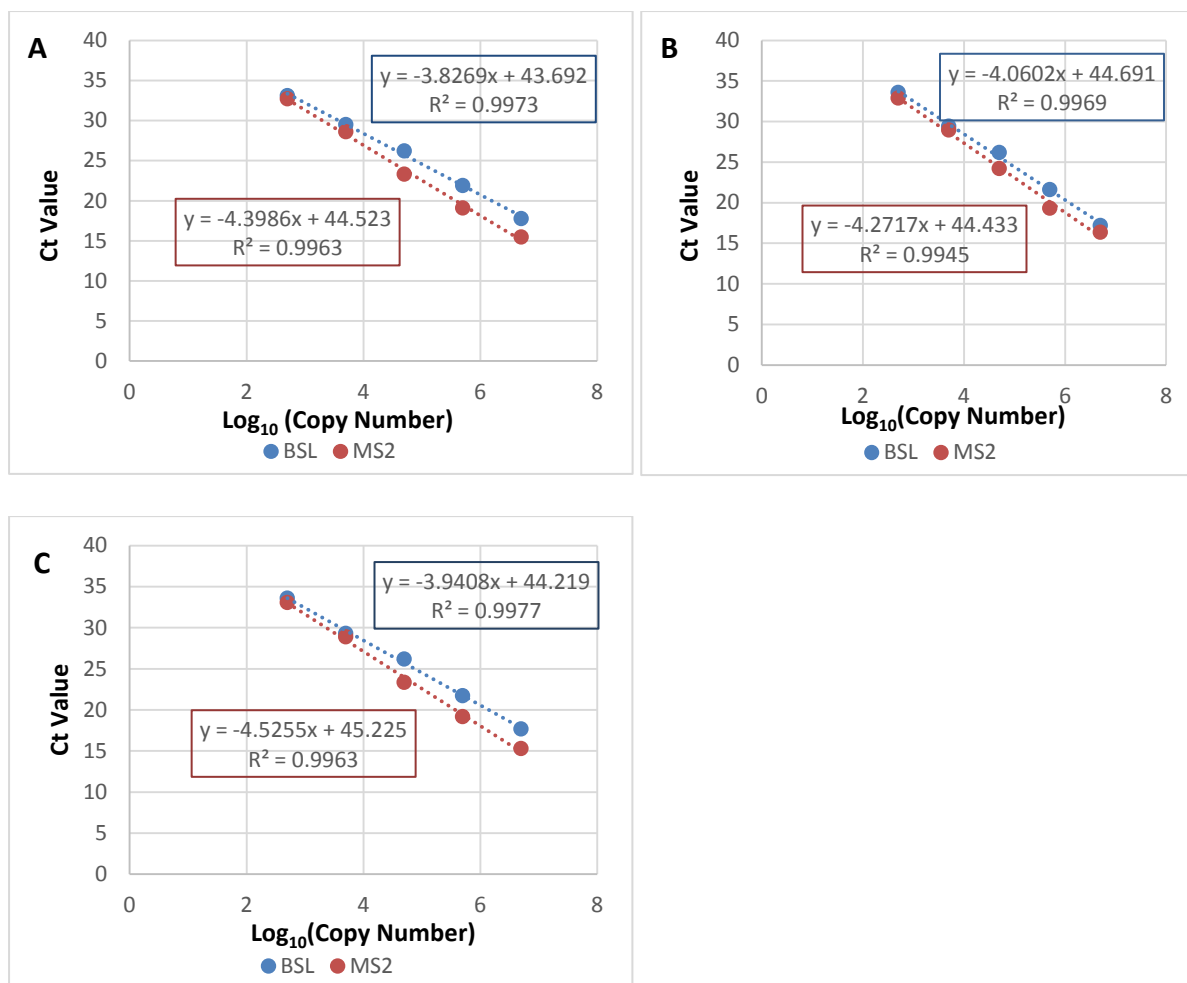 A
40
35
30
25
20
15
10
5
0
Ct Value
y = -3.8269x + 43.692
R² = 0.9973
y = -4.3986x + 44.523
R² = 0.9963
0 2 4 6 8
Log₁₀ (Copy Number)
BSL MS2
B
40
35
30
25
20
15
10
5
0
Ct Value
y = -4.0602x + 44.691
R² = 0.9969
y = -4.2717x + 44.433
R² = 0.9945
0 2 4 6 8
Log₁₀(Copy Number)
BSL MS2
C
40
35
30
25
20
15
10
5
0
Ct Value
y = -3.9408x + 44.219
R² = 0.9977
y = -4.5255x + 45.225
R² = 0.9963
0 2 4 6 8
Log₁₀(Copy Number)
BSL MS2